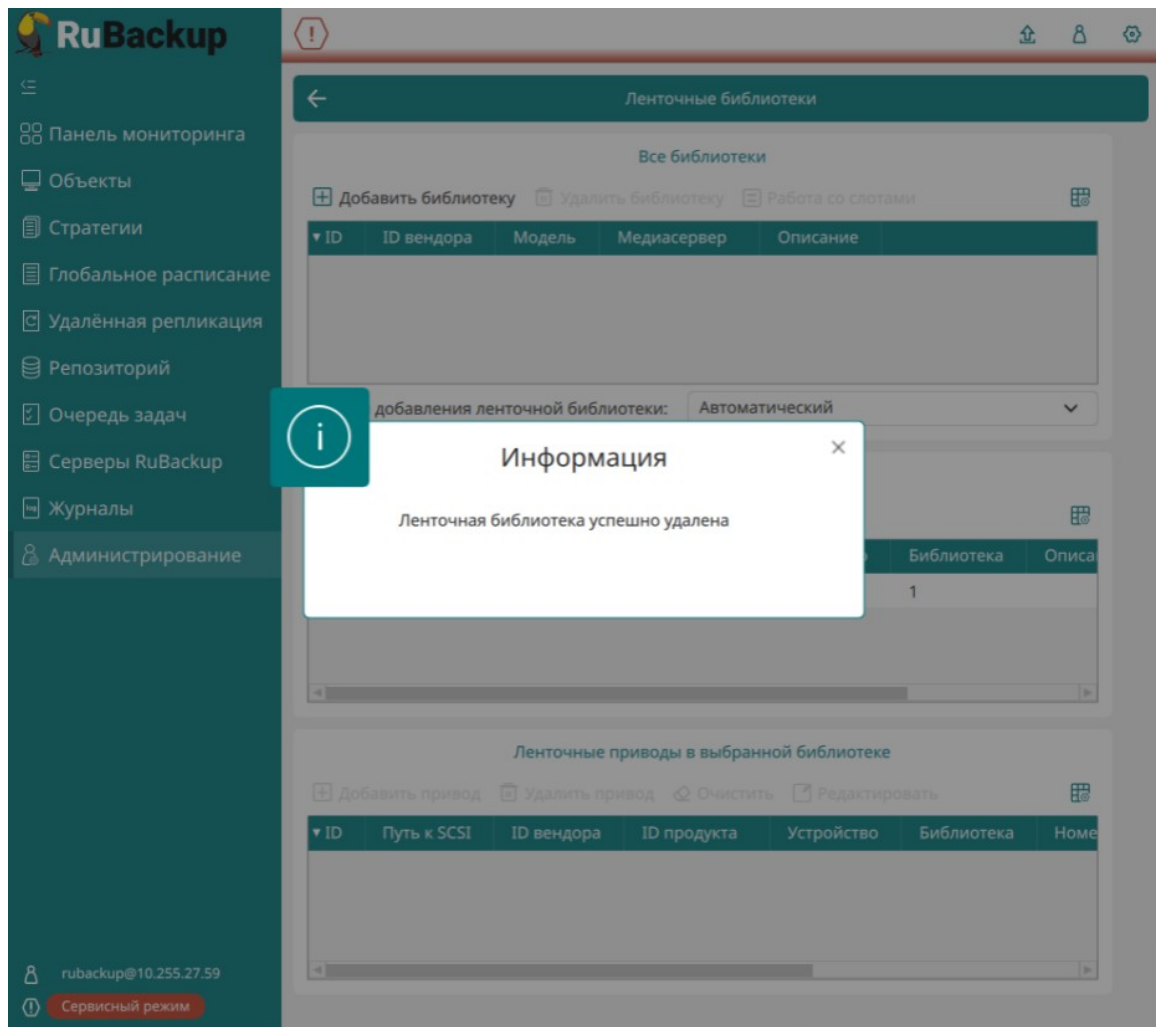 RuBackup
Панель мониторинга
Объекты
Стратегии
Глобальное расписание
Удалённая репликация
Репозиторий
Очередь задач
Серверы RuBackup
Журналы
Администрирование
rubackup@10.255.27.59
Сервисный режим
Ленточные библиотеки
Все библиотеки
Добавить библиотеку Удалить библиотеку Работа со слотами
ID ID вендора Модель Медиасервер Описание
добавления ленточной библиотеки: Автоматический
Информация
Ленточная библиотека успешно удалена
Библиотека Описа
1
Ленточные приводы в выбранной библиотеке
Добавить привод Удалить привод Очистить Редактировать
ID Путь к SCSI ID вендора ID продукта Устройство Библиотека Номе